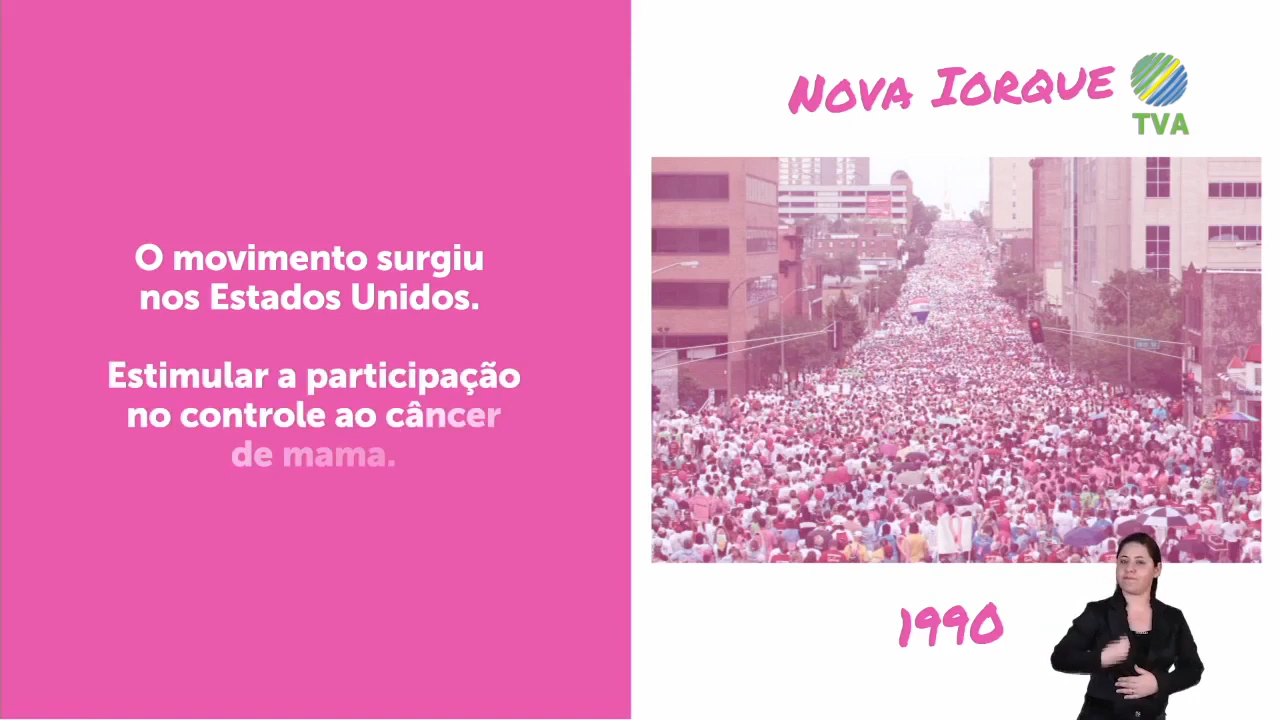 O movimento surgiu
nos Estados Unidos.
Estimular a participação
no controle ao câncer
de mama.
Nova Iorque
TVA
1990